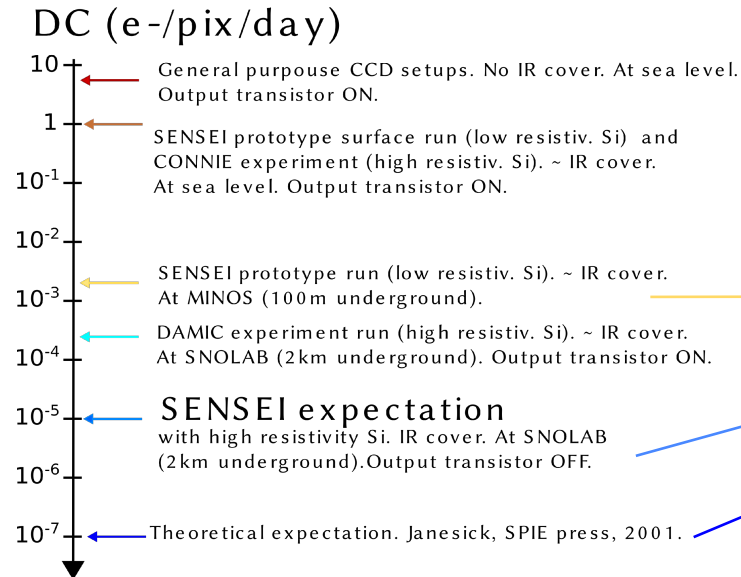 DC (e-/pix/day)
10
General purpouse CCD setups. No IR cover. At sea level.
Output transistor ON.
1
SENSEI prototype surface run (low resistiv. Si) and
CONNIE experiment (high resistiv. Si). ~ IR cover.
At sea level. Output transistor ON.
10⁻¹
10⁻²
SENSEI prototype run (low resistiv. Si). ~ IR cover.
At MINOS (100m underground).
10⁻³
DAMIC experiment run (high resistiv. Si). ~ IR cover.
At SNOLAB (2km underground). Output transistor ON.
10⁻⁴
SENSEI expectation
10⁻⁵
with high resistivity Si. IR cover. At SNOLAB
(2km underground).Output transistor OFF.
10⁻⁶
10⁻⁷
Theoretical expectation. Janesick, SPIE press, 2001.